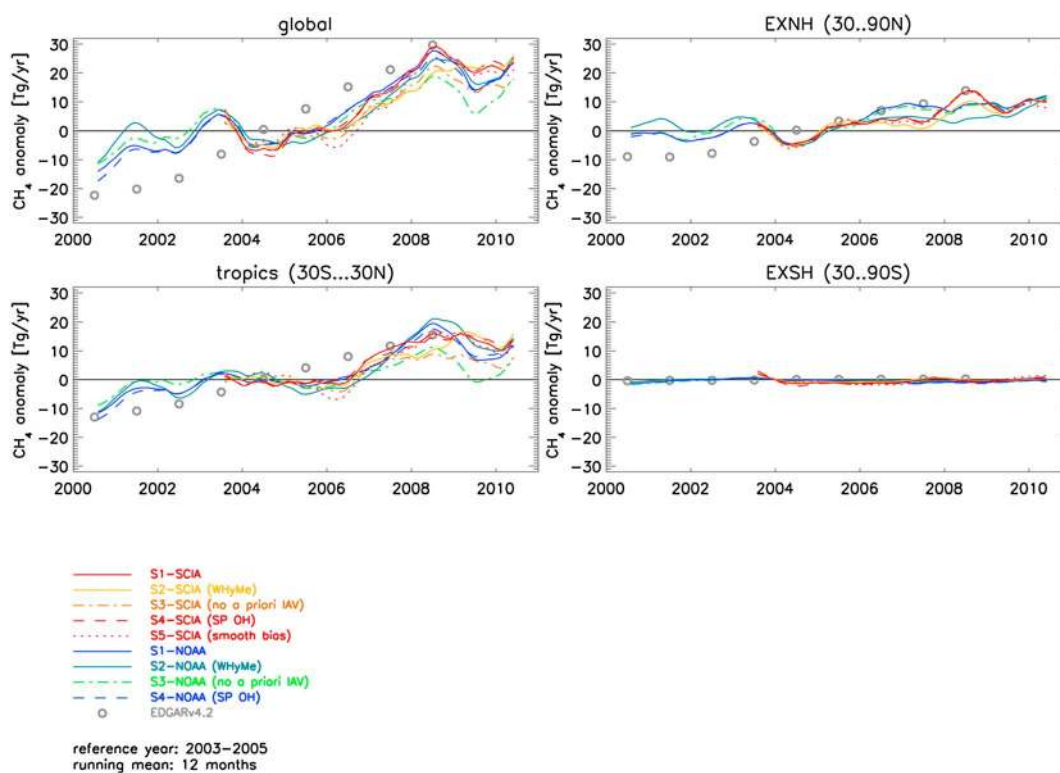 global
EXNH (30..90N)
CH4 anomoly [Tg/yr]
30
20
10
0
−10
−20
−30
2000 2002 2004 2006 2008 2010
CH4 anomoly [Tg/yr]
30
20
10
0
−10
−20
−30
2000 2002 2004 2006 2008 2010
tropics (30S...30N)
EXSH (30..90S)
CH4 anomoly [Tg/yr]
30
20
10
0
−10
−20
−30
2000 2002 2004 2006 2008 2010
CH4 anomoly [Tg/yr]
30
20
10
0
−10
−20
−30
2000 2002 2004 2006 2008 2010
S1−SCIA
S2−SCIA (WHyMe)
S3−SCIA (no a priori IAV)
S4−SCIA (SP OH)
S5−SCIA (smooth bias)
S1−NOAA
S2−NOAA (WHyMe)
S3−NOAA (no a priori IAV)
S4−NOAA (SP OH)
EDGARv4.2
reference year: 2003−2005
running mean: 12 months